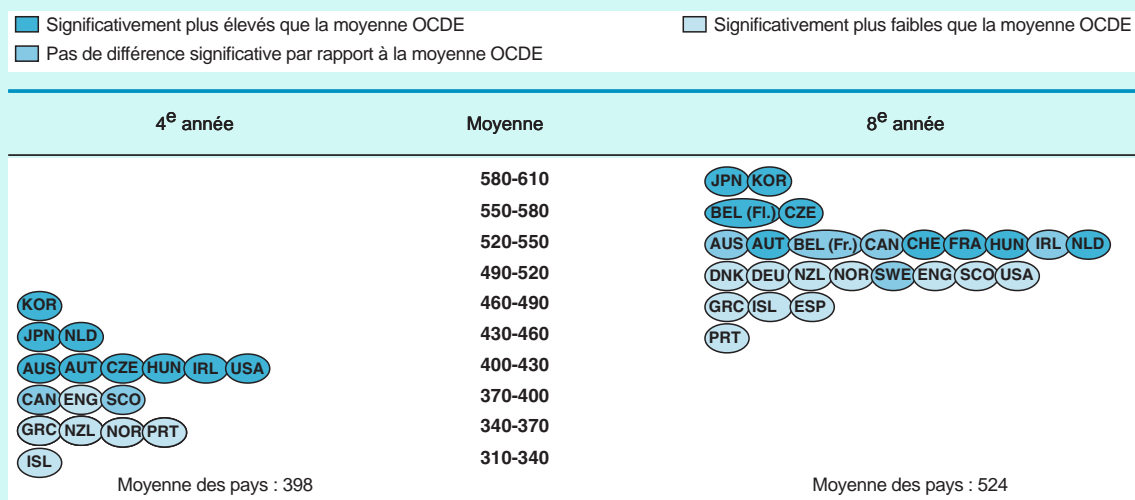 Significativement plus élevés que la moyenne OCDE Significativement plus faibles que la moyenne OCDE
Pas de différence significative par rapport à la moyenne OCDE
4e année Moyenne 8e année
580-610 JPN KOR
550-580 BEL (Fl.) CZE
520-550 AUS AUT BEL (Fr.) CAN CHE FRA HUN IRL NLD
490-520 DNK DEU NZL NOR SWE ENG SCO USA
KOR 460-490 GRC ISL ESP
JPN NLD 430-460 PRT
AUS AUT CZE HUN IRL USA 400-430
CAN ENG SCO 370-400
GRC NZL NOR PRT 340-370
ISL 310-340
Moyenne des pays : 398 Moyenne des pays : 524